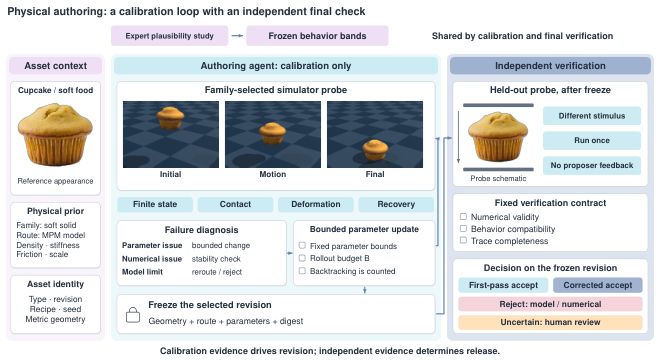 Physical authoring: a calibration loop with an independent final check
Expert plausibility study
Frozen behavior bands
Shared by calibration and final verification
Asset context
Cupcake / soft food
Reference appearance
Physical prior
Family: soft solid
Route: MPM model
Density · stiffness
Friction · scale
Asset identity
Type · revision
Recipe · seed
Metric geometry
Authoring agent: calibration only
Family-selected simulator probe
Initial
Motion
Final
Finite state
Contact
Deformation
Recovery
Failure diagnosis
Parameter issue bounded change
Numerical issue stability check
Model limit reroute / reject
Bounded parameter update
Fixed parameter bounds
Rollout budget B
Backtracking is counted
Freeze the selected revision
Geometry + route + parameters + digest
Independent verification
Held-out probe, after freeze
Probe schematic
Different stimulus
Run once
No proposer feedback
Fixed verification contract
Numerical validity
Behavior compatibility
Trace completeness
Decision on the frozen revision
First-pass accept
Corrected accept
Reject: model / numerical
Uncertain: human review
Calibration evidence drives revision; independent evidence determines release.